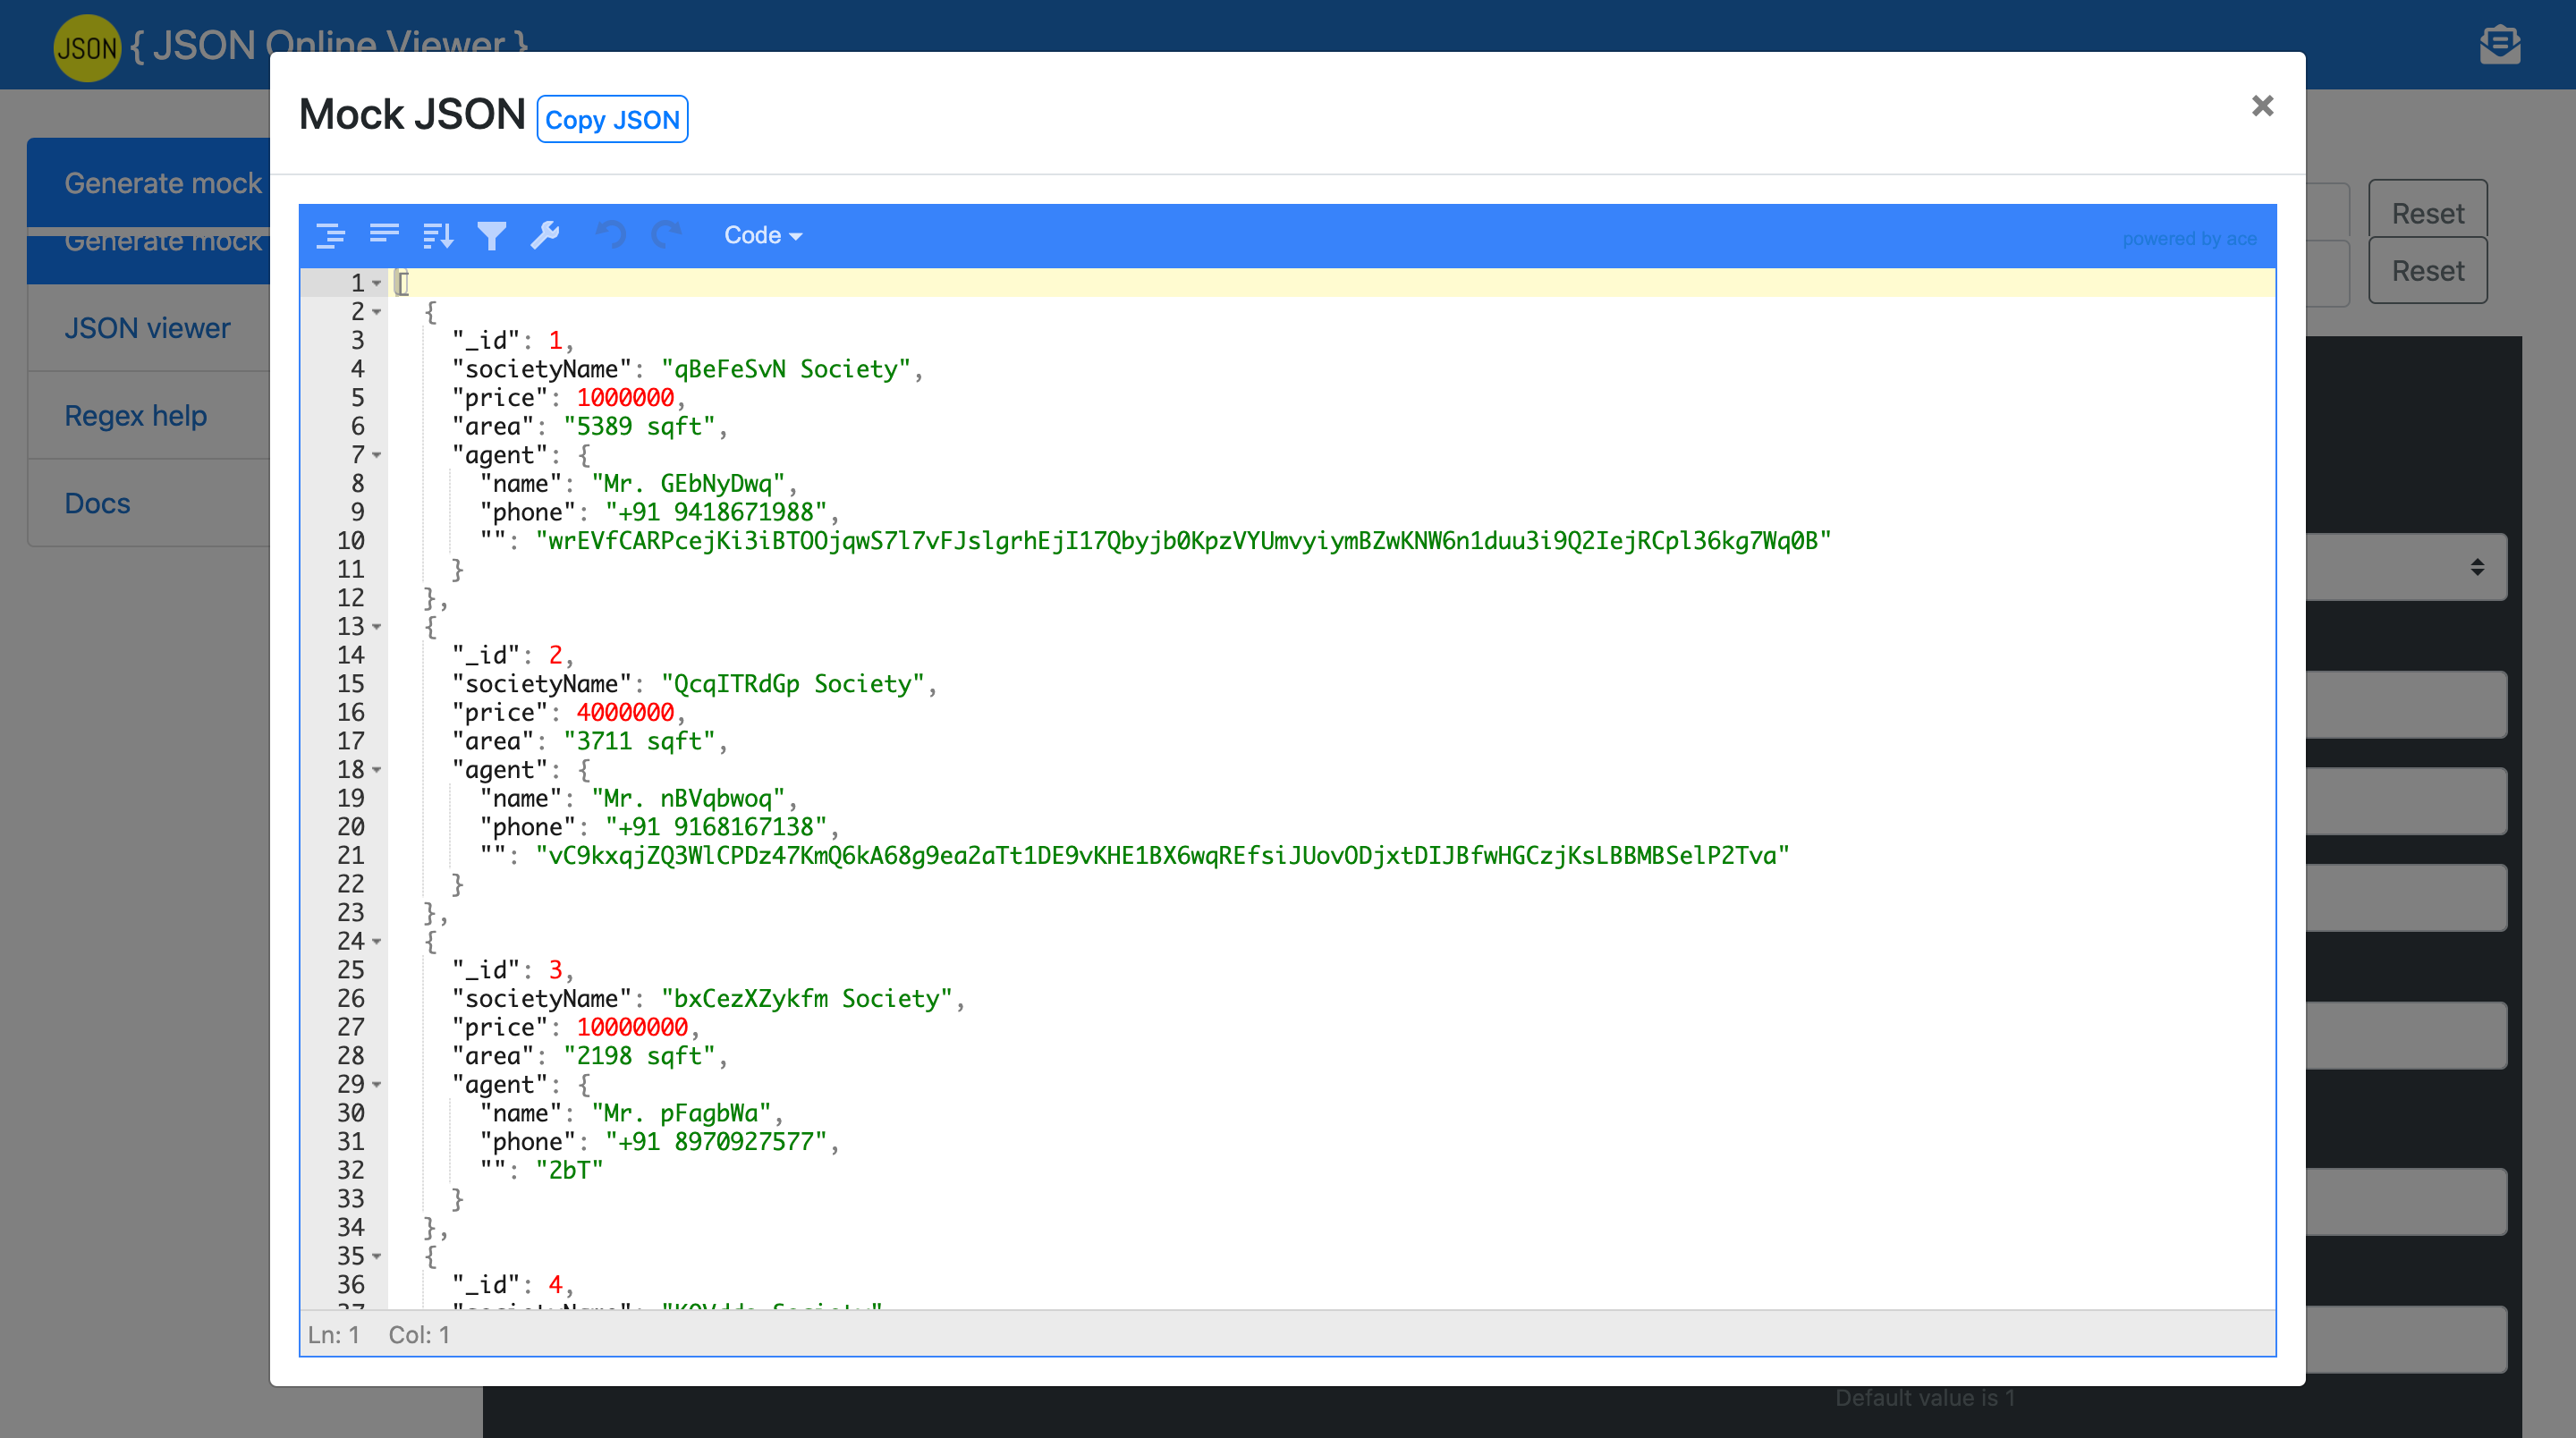 JSON { JSON Online Viewer }
Mock JSON Copy JSON ×
Generate mock
Generate mock
JSON viewer
Regex help
Docs
Reset
Reset
Code
powered by ace
1 [
2 {
3 "_id": 1,
4 "societyName": "qBeFeSvN Society",
5 "price": 1000000,
6 "area": "5389 sqft",
7 "agent": {
8 "name": "Mr. GEbNyDwq",
9 "phone": "+91 9418671988",
10 "": "wrEVfCARPcejKi3iBTOOjqwS7l7vFJslgrhEjI17Qbyjb0KpzVYUmvyiymBZwKNW6n1duu3i9Q2IejRCpl36kg7Wq0B"
11 }
12 },
13 {
14 "_id": 2,
15 "societyName": "QcqITRdGp Society",
16 "price": 4000000,
17 "area": "3711 sqft",
18 "agent": {
19 "name": "Mr. nBVqbwoq",
20 "phone": "+91 9168167138",
21 "": "vC9kxqjZQ3WlCPDz47KmQ6kA68g9ea2aTt1DE9vKHE1BX6wqREfsiJUovODjxtDIJBfwHGCzjKsLBBMBSelP2Tva"
22 }
23 },
24 {
25 "_id": 3,
26 "societyName": "bxCezXZykfm Society",
27 "price": 10000000,
28 "area": "2198 sqft",
29 "agent": {
30 "name": "Mr. pFagbWa",
31 "phone": "+91 8970927577",
32 "": "2bT"
33 }
34 },
35 {
36 "_id": 4,
Ln: 1 Col: 1
Default value is 1